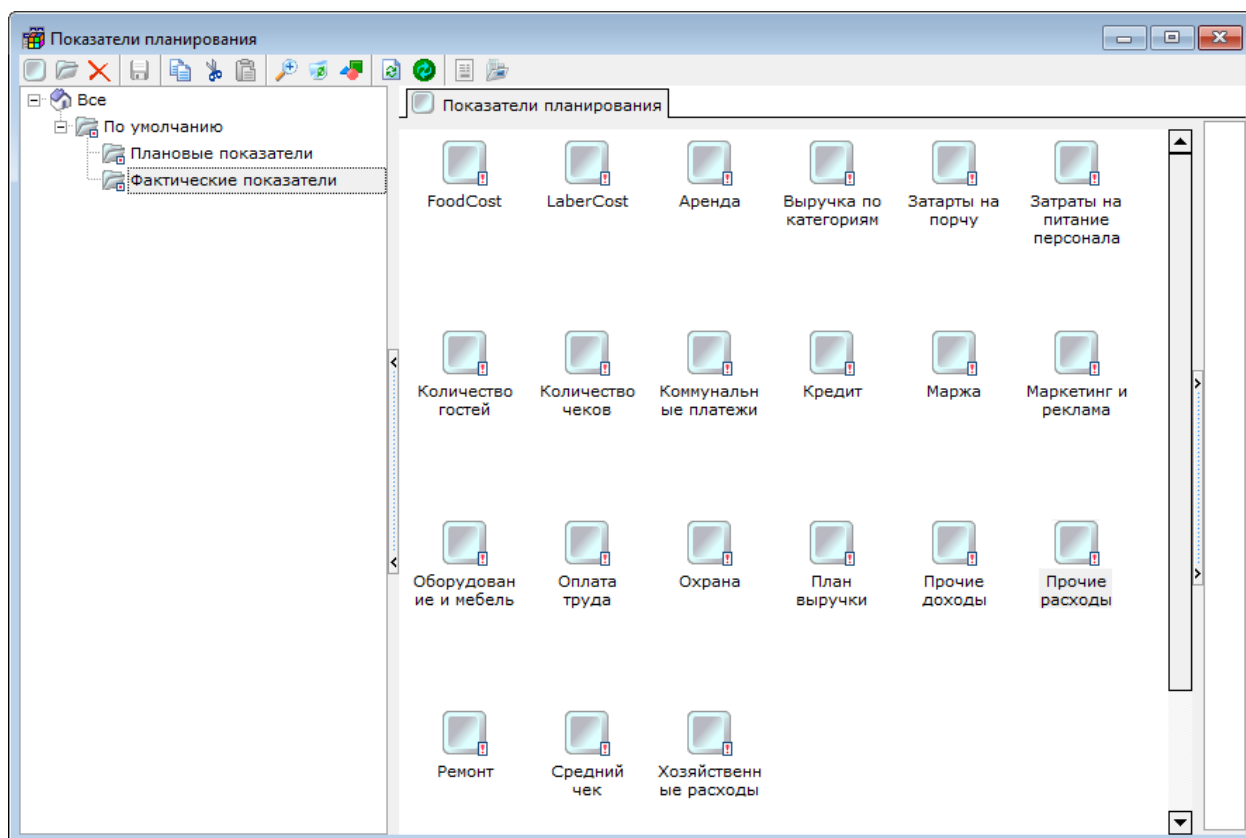 Показатели планирования
Все
По умолчанию
Плановые показатели
Фактические показатели
Показатели планирования
FoodCost
LaberCost
Аренда
Выручка по
категориям
Затарты на
порчу
Затраты на
питание
персонала
Количество
гостей
Количество
чеков
Коммунальн
ые платежи
Кредит
Маржа
Маркетинг и
реклама
Оборудован
ие и мебель
Оплата
труда
Охрана
План
выручки
Прочие
доходы
Прочие
расходы
Ремонт
Средний
чек
Хозяйственн
ые расходы